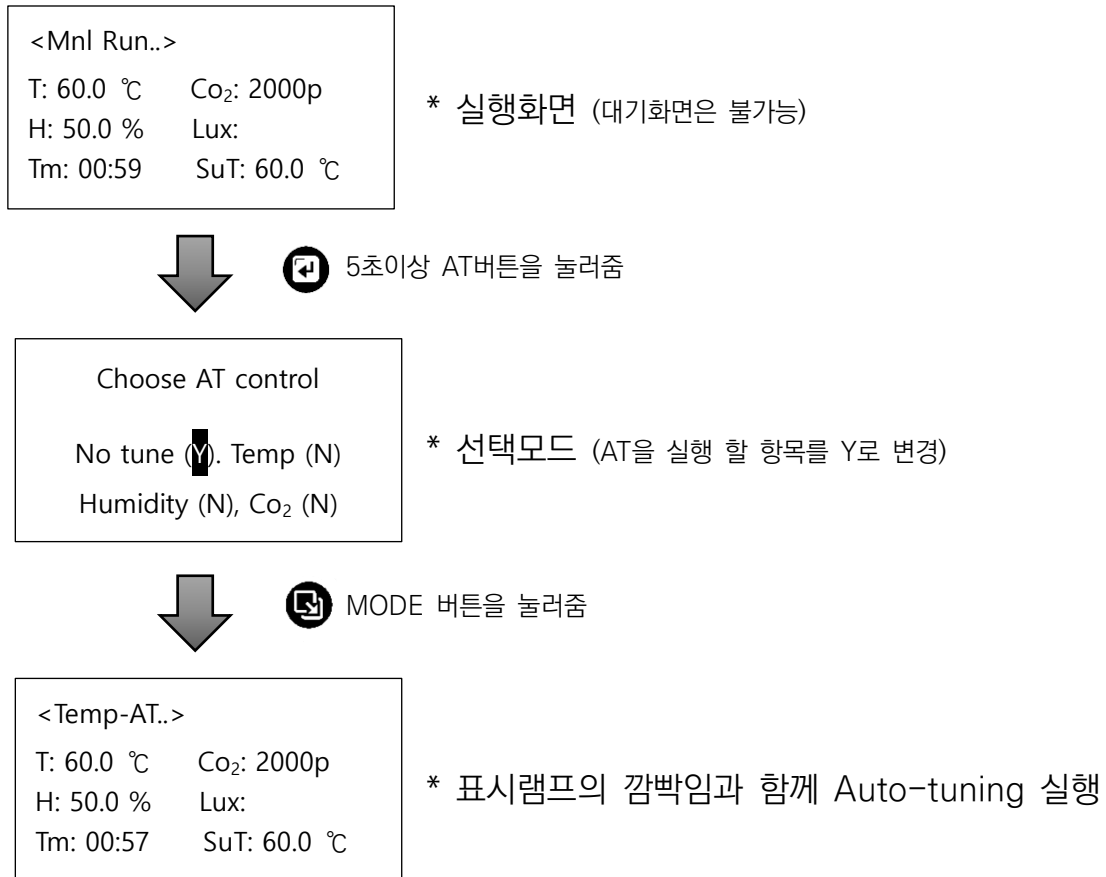 <Mnl Run..>
T: 60.0 ℃ Co₂: 2000p
H: 50.0 % Lux:
Tm: 00:59 SuT: 60.0 ℃
* 실행화면 (대기화면은 불가능)
5초이상 AT버튼을 눌러줌
Choose AT control
No tune (Y). Temp (N)
Humidity (N), Co₂ (N)
* 선택모드 (AT을 실행 할 항목를 Y로 변경)
MODE 버튼을 눌러줌
<Temp-AT..>
T: 60.0 ℃ Co₂: 2000p
H: 50.0 % Lux:
Tm: 00:57 SuT: 60.0 ℃
* 표시램프의 깜박임과 함께 Auto-tuning 실행